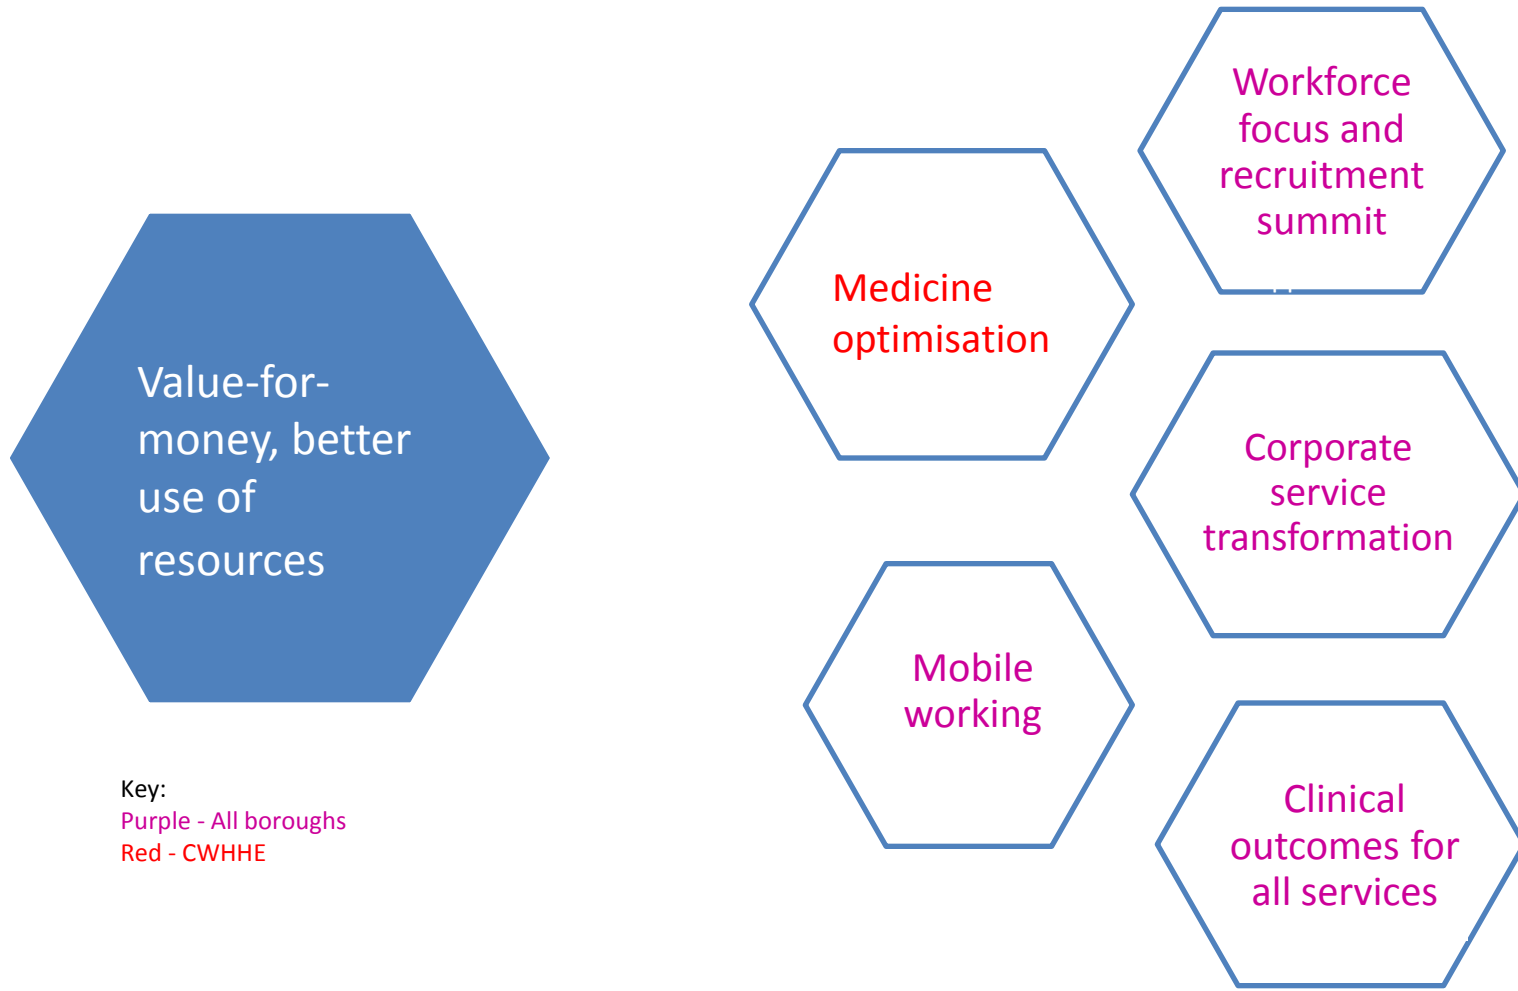 Value-for-
money, better
use of
resources
Key:
Purple - All boroughs
Red - CWHHE
Medicine
optimisation
Mobile
working
Workforce
focus and
recruitment
summit
Corporate
service
transformation
Clinical
outcomes for
all services